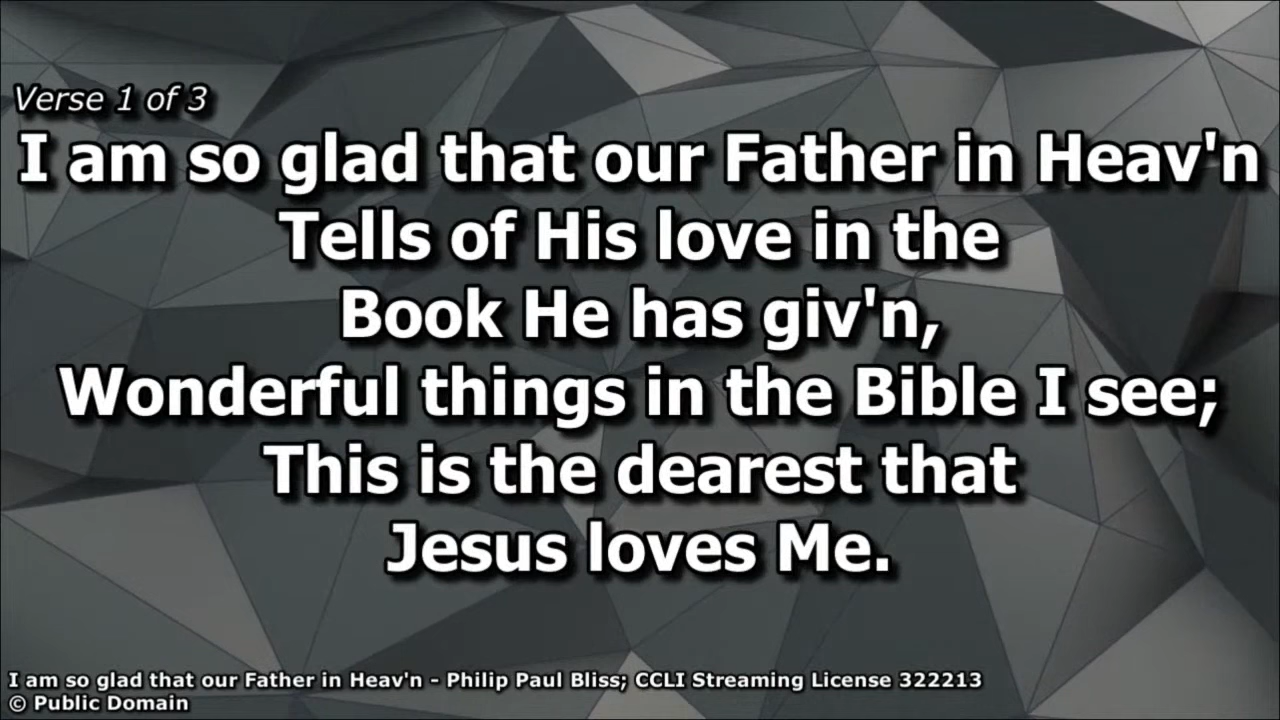 Verse 1 of 3
I am so glad that our Father in Heav'n
Tells of His love in the
Book He has giv'n,
Wonderful things in the Bible I see;
This is the dearest that
Jesus loves Me.
I am so glad that our Father in Heav'n - Philip Paul Bliss; CCLI Streaming License 322213
© Public Domain